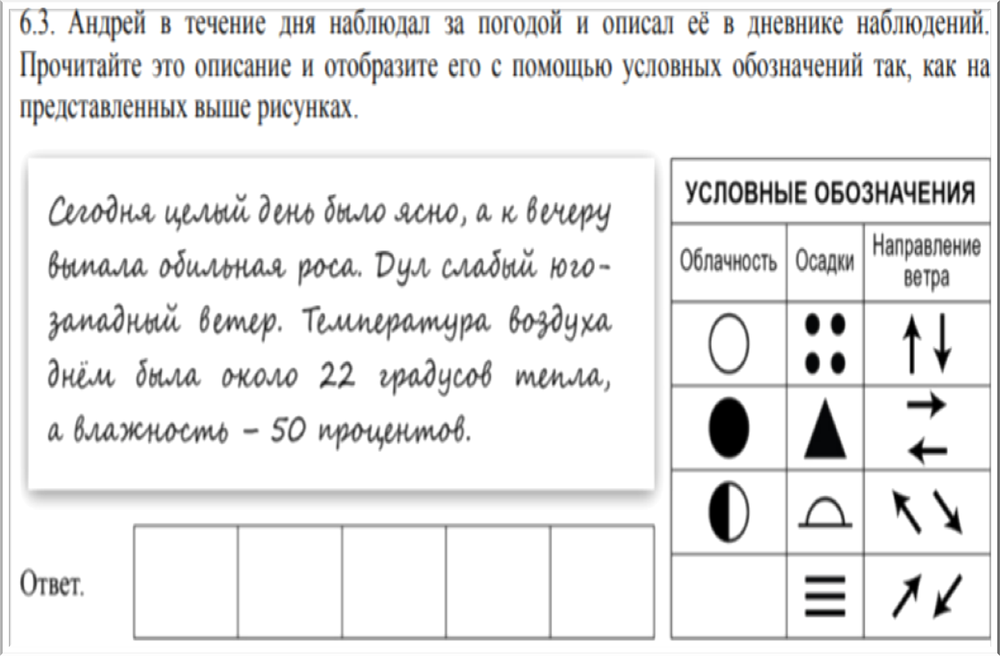 6.3. Андрей в течение дня наблюдал за погодой и описал её в дневнике наблюдений.
Прочитайте это описание и отобразите его с помощью условных обозначений так, как на
представленных выше рисунках.
Сегодня целый день было ясно, а к вечеру
выпала обильная роса. Дул слабый юго-
западный ветер. Температура воздуха
днём была около 22 градусов тепла,
а влажность – 50 процентов.
УСЛОВНЫЕ ОБОЗНАЧЕНИЯ
Облачность Осадки Направление
ветра
Ответ.